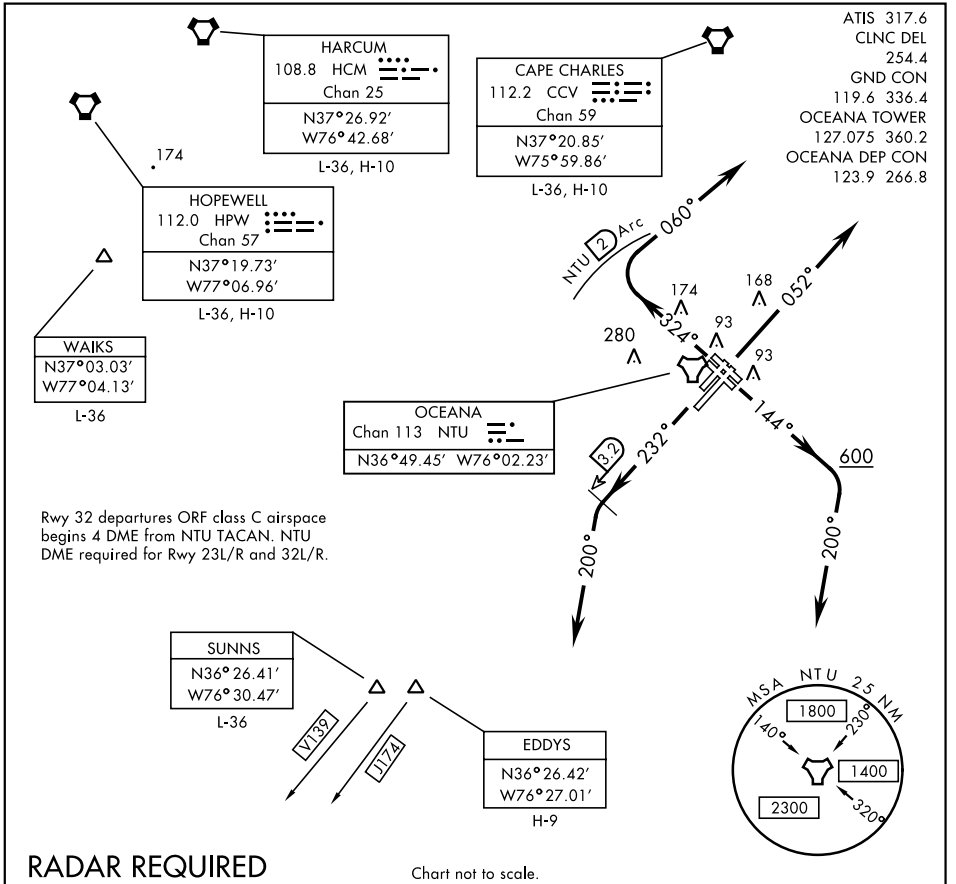 ATIS 317.6
CLNC DEL
254.4
GND CON
119.6 336.4
OCEANA TOWER
127.075 360.2
OCEANA DEP CON
123.9 266.8
HARCUM
108.8 HCM
Chan 25
N37°26.92'
W76°42.68'
L-36, H-10
CAPE CHARLES
112.2 CCV
Chan 59
N37°20.85'
W75°59.86'
L-36, H-10
174
HOPEWELL
112.0 HPW
Chan 57
N37°19.73'
W77°06.96'
L-36, H-10
WAIKS
N37°03.03'
W77°04.13'
L-36
NTU 2 Arc
060°
052°
324°
174
168
280
93
93
OCEANA
Chan 113 NTU
N36°49.45' W76°02.23'
3.2
232°
200°
144°
600
200°
Rwy 32 departures ORF class C airspace
begins 4 DME from NTU TACAN. NTU
DME required for Rwy 23L/R and 32L/R.
SUNNS
N36°26.41'
W76°30.47'
L-36
V139
J174
EDDYS
N36°26.42'
W76°27.01'
H-9
MSA NTU 25 NM
1800
140°
230°
1400
2300
320°
RADAR REQUIRED
Chart not to scale.